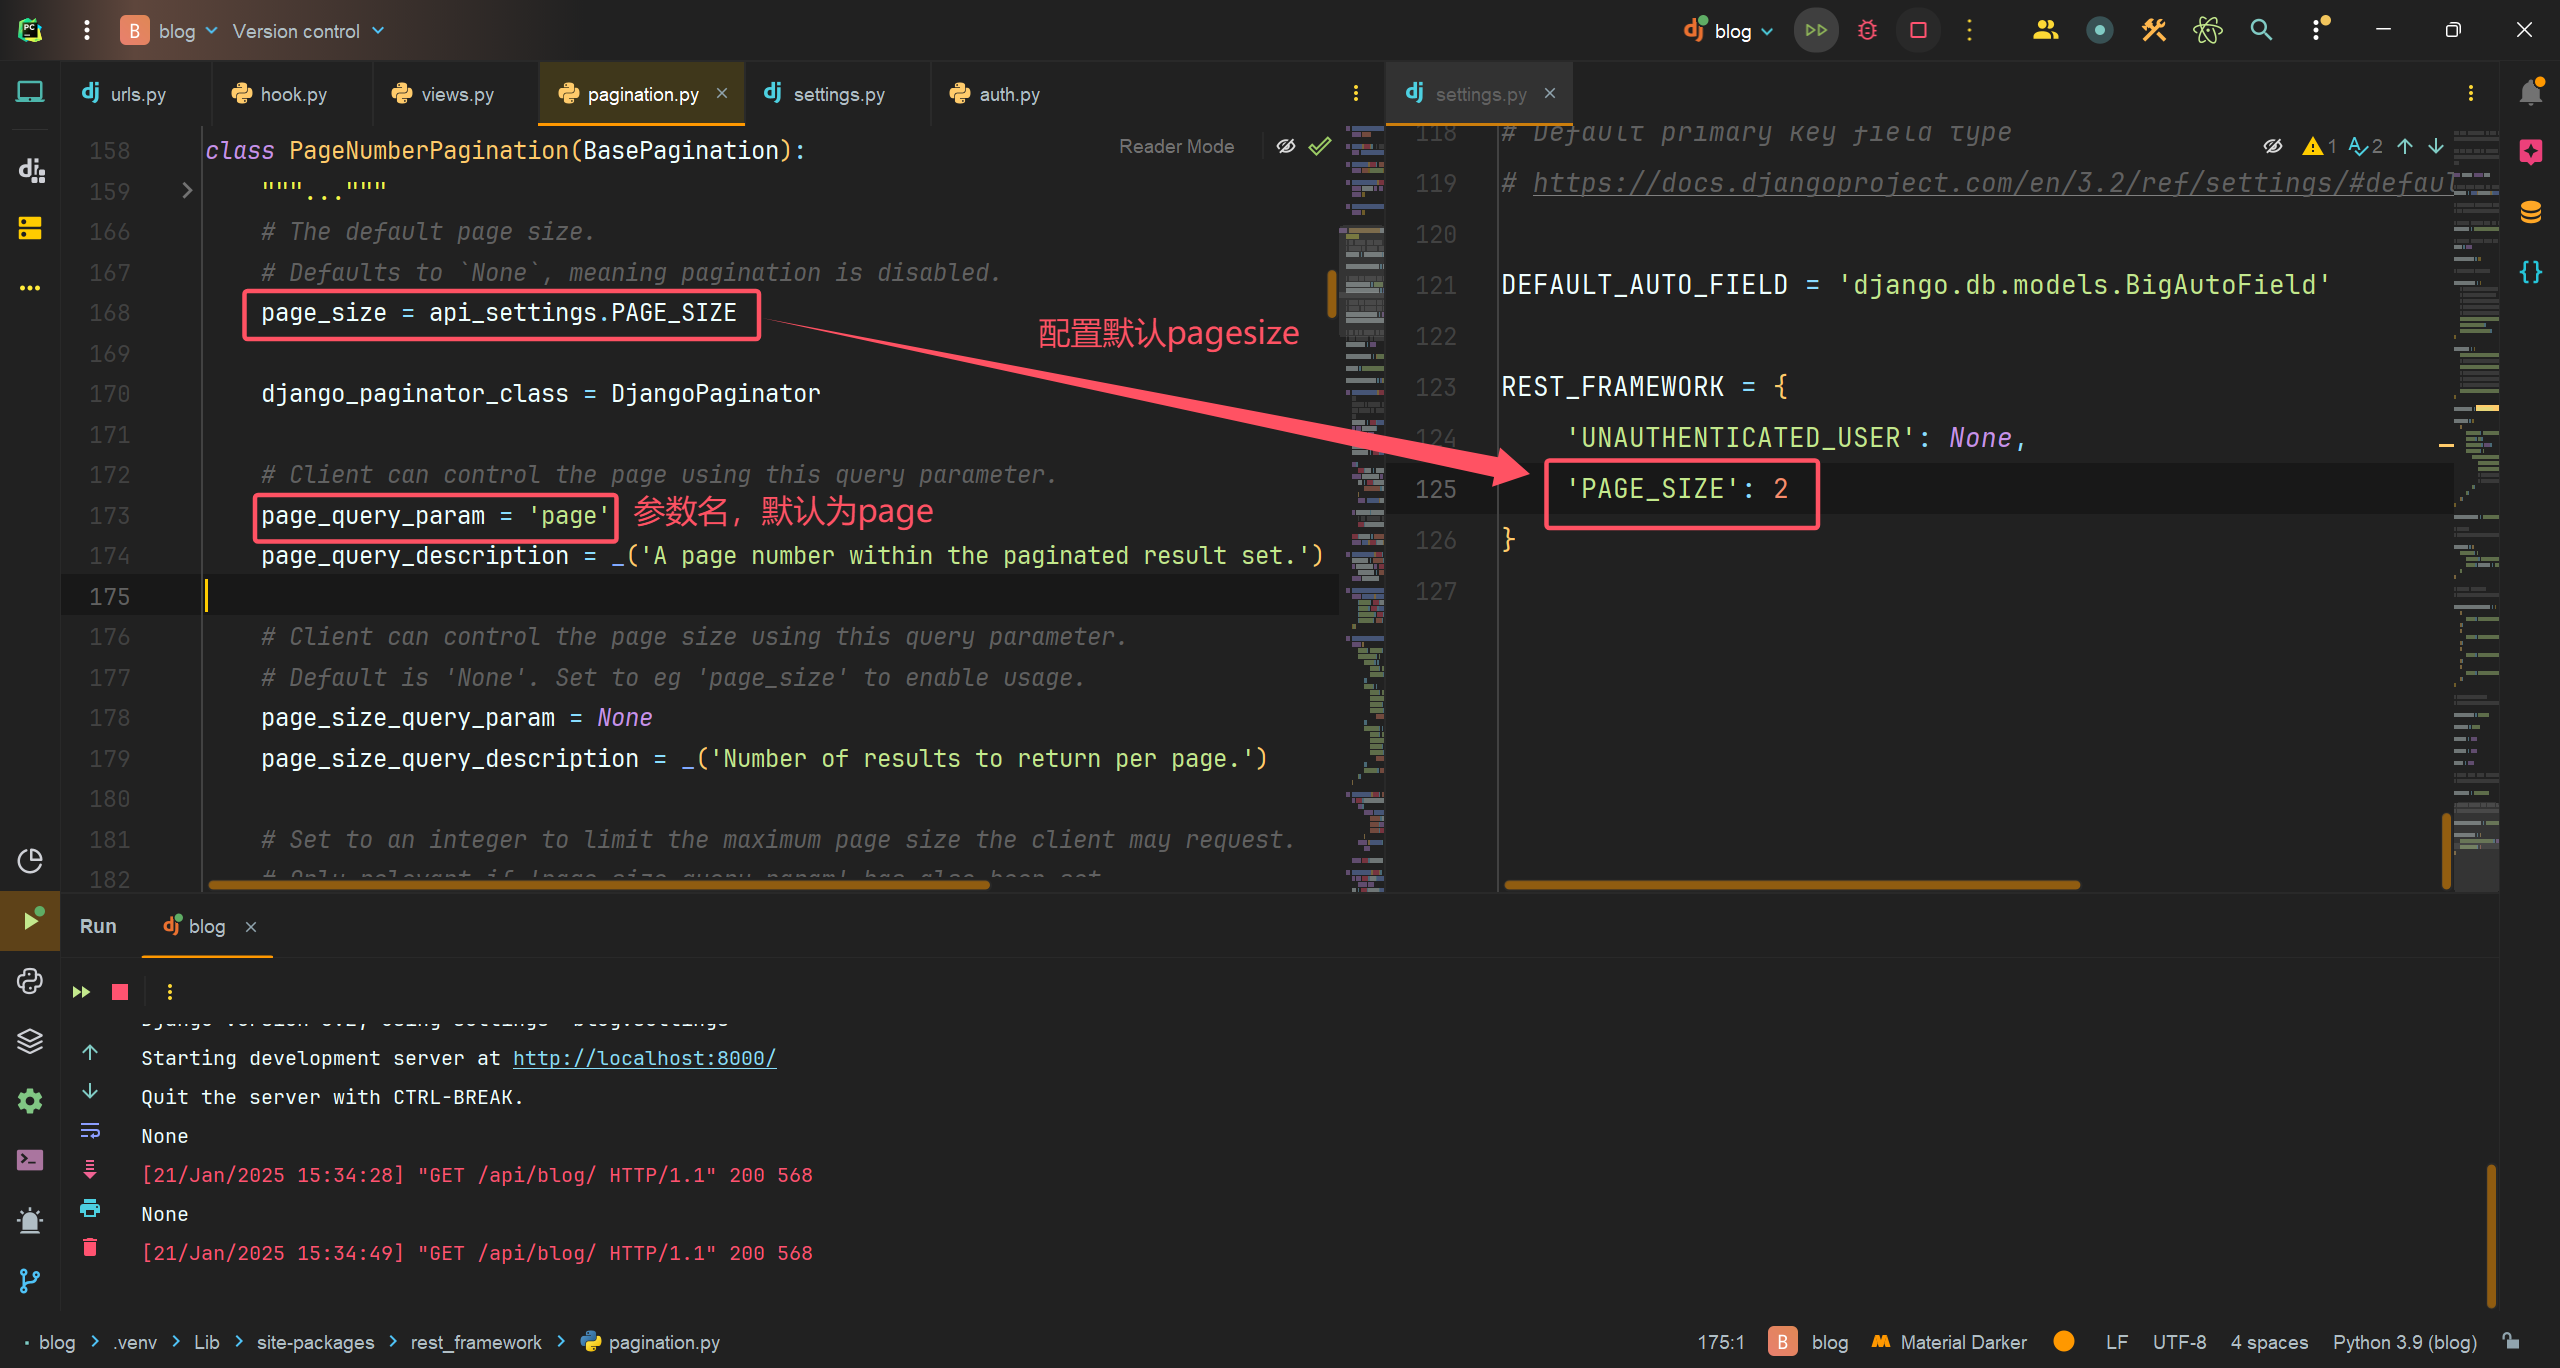 B blog Version control
blog
urls.py hook.py views.py pagination.py settings.py auth.py
settings.py
Reader Mode
158 class PageNumberPagination(BasePagination):
159 """..."""
166 # The default page size.
167 # Defaults to `None`, meaning pagination is disabled.
168 page_size = api_settings.PAGE_SIZE
169
170 django_paginator_class = DjangoPaginator
171
172 # Client can control the page using this query parameter.
173 page_query_param = 'page'
174 page_query_description = _('A page number within the paginated result set.')
175
176 # Client can control the page size using this query parameter.
177 # Default is 'None'. Set to eg 'page_size' to enable usage.
178 page_size_query_param = None
179 page_size_query_description = _('Number of results to return per page.')
180
181 # Set to an integer to limit the maximum page size the client may request.
182 # Only relevant if 'page_size_query_param' has also been set.
配置默认pagesize
参数名，默认为page
1 2
118 # Default primary key field type
119 # https://docs.djangoproject.com/en/3.2/ref/settings/#defaul
120
121 DEFAULT_AUTO_FIELD = 'django.db.models.BigAutoField'
122
123 REST_FRAMEWORK = {
124 'UNAUTHENTICATED_USER': None,
125 'PAGE_SIZE': 2
126 }
127
Run blog
Starting development server at http://localhost:8000/
Quit the server with CTRL-BREAK.
None
[21/Jan/2025 15:34:28] "GET /api/blog/ HTTP/1.1" 200 568
None
[21/Jan/2025 15:34:49] "GET /api/blog/ HTTP/1.1" 200 568
blog > .venv > Lib > site-packages > rest_framework > pagination.py
175:1 B blog Material Darker LF UTF-8 4 spaces Python 3.9 (blog)